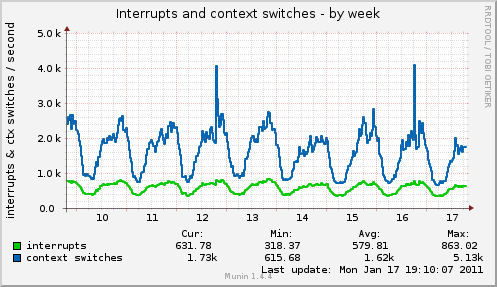 Interrupts and context switches - by week
RRDTOOL / TOBI OETIKER
interrupts & ctx switches / second
5.0 k
4.0 k
3.0 k
2.0 k
1.0 k
0.0
10 11 12 13 14 15 16 17
Cur: Min: Avg: Max:
interrupts 631.78 318.37 579.81 863.02
context switches 1.73k 615.68 1.62k 5.13k
Last update: Mon Jan 17 19:10:07 2011
Munin 1.4.4